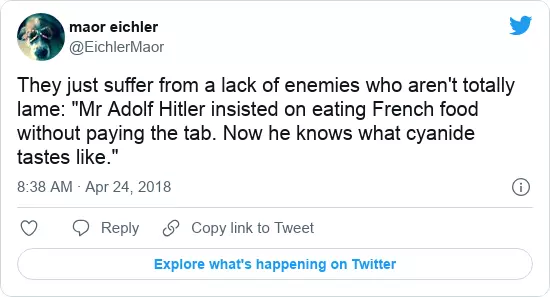 maor eichler
@EichlerMaor
They just suffer from a lack of enemies who aren't totally
lame: "Mr Adolf Hitler insisted on eating French food
without paying the tab. Now he knows what cyanide
tastes like."
8:38 AM · Apr 24, 2018
Reply
Copy link to Tweet
Explore what's happening on Twitter